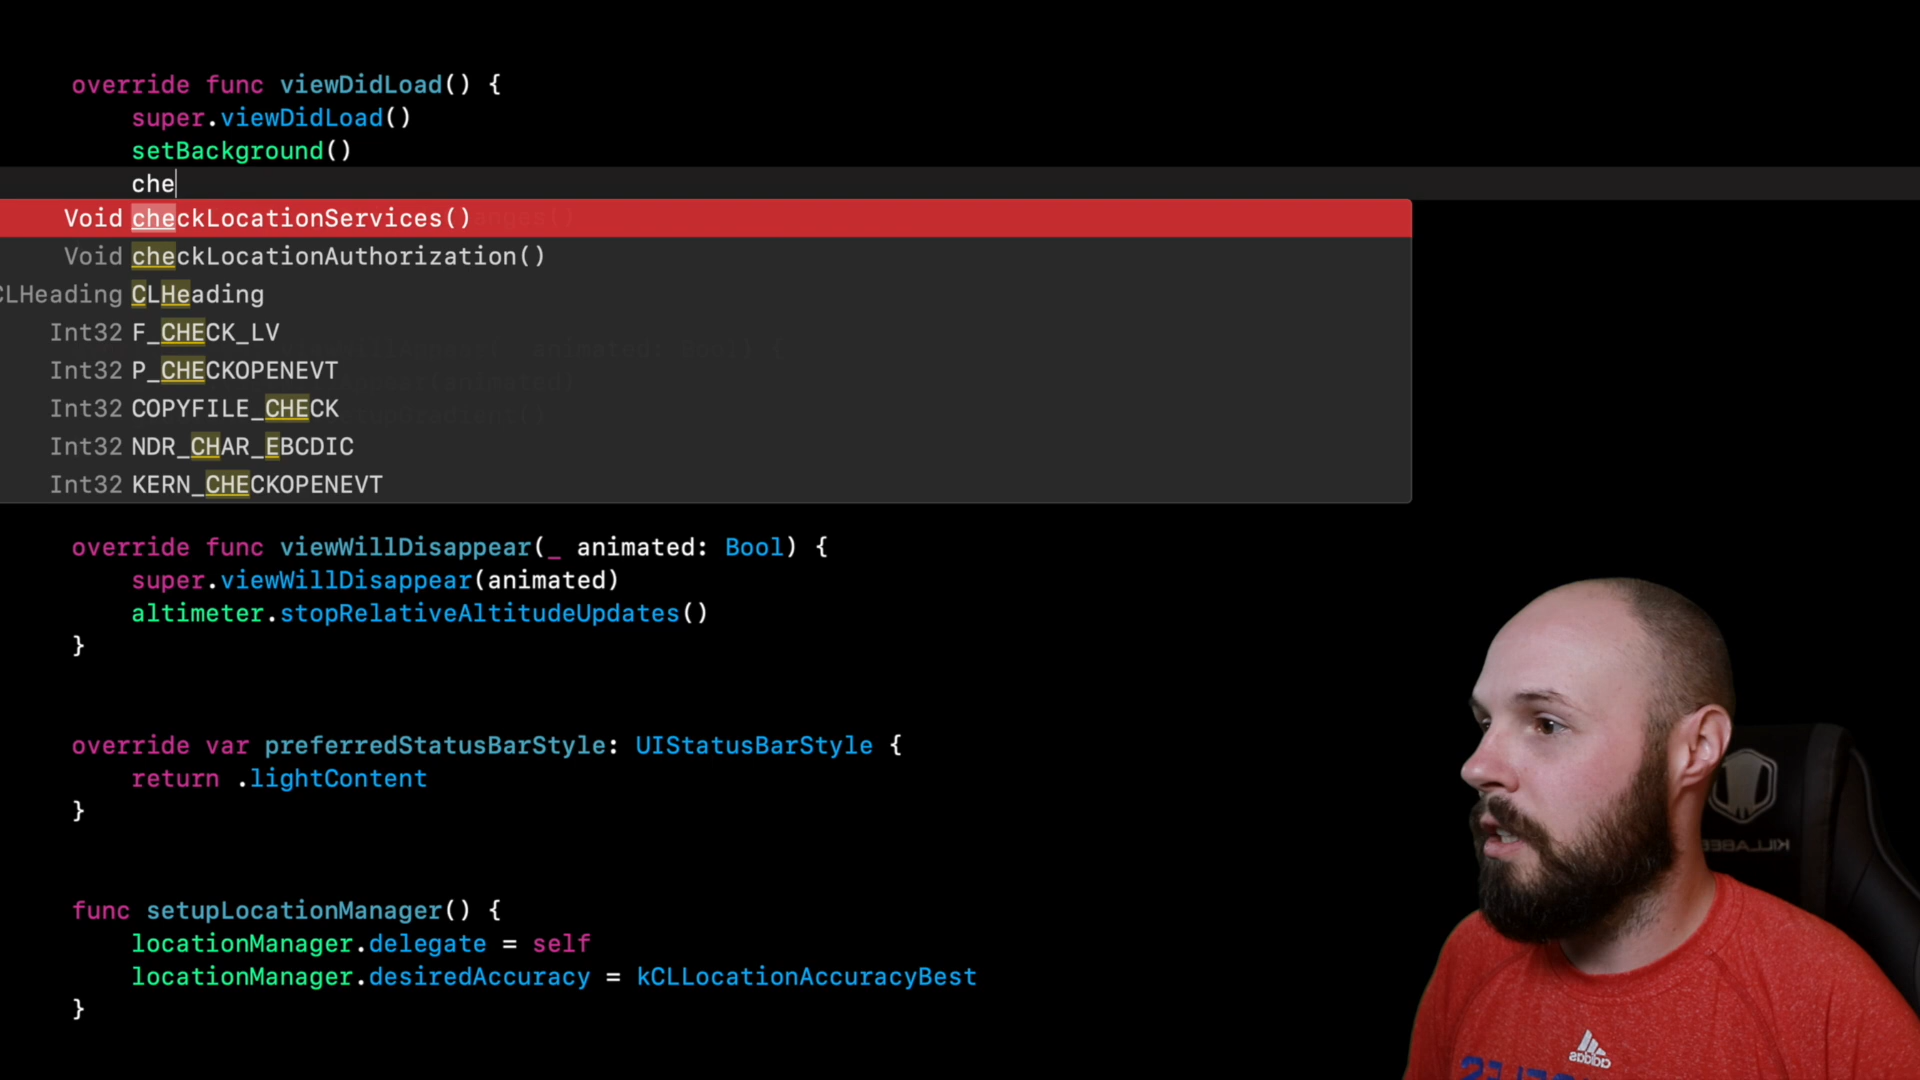 override func viewDidLoad() {
super.viewDidLoad()
setBackground()
che
Void checkLocationServices()
Void checkLocationAuthorization()
CLHeading CLHeading
Int32 F_CHECK_LV
Int32 P_CHECKOPENEVT
Int32 COPYFILE_CHECK
Int32 NDR_CHAR_EBCDIC
Int32 KERN_CHECKOPENEVT
override func viewWillDisappear(_ animated: Bool) {
super.viewWillDisappear(animated)
altimeter.stopRelativeAltitudeUpdates()
}
override var preferredStatusBarStyle: UIStatusBarStyle {
return .lightContent
}
func setupLocationManager() {
locationManager.delegate = self
locationManager.desiredAccuracy = kCLLocationAccuracyBest
}
KILLABEE
adidas